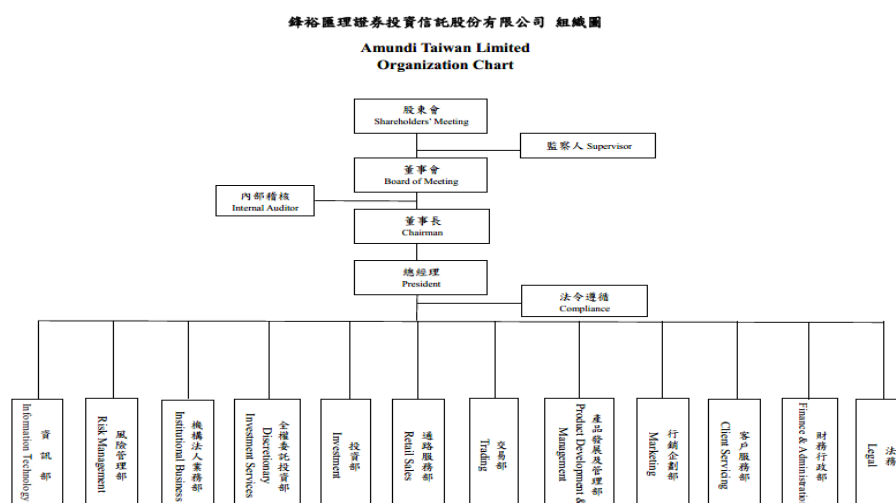 鋒裕匯理證券投資信託股份有限公司 組織圖
Amundi Taiwan Limited
Organization Chart
股東會
Shareholders' Meeting
監察人 Supervisor
董事會
Board of Meeting
內部稽核
Internal Auditor
董事長
Chairman
總經理
President
法令遵循
Compliance
資訊部
Information Technology
風險管理部
Risk Management
機構法人業務部
Institutional Business
全權委託投資部
Discretionary
Investment Services
投資部
Investment
通路服務部
Retail Sales
交易部
Trading
產品發展及管理部
Product Development &
Management
行銷企劃部
Marketing
客戶服務部
Client Servicing
財務行政部
Finance & Administratio
法務
Legal